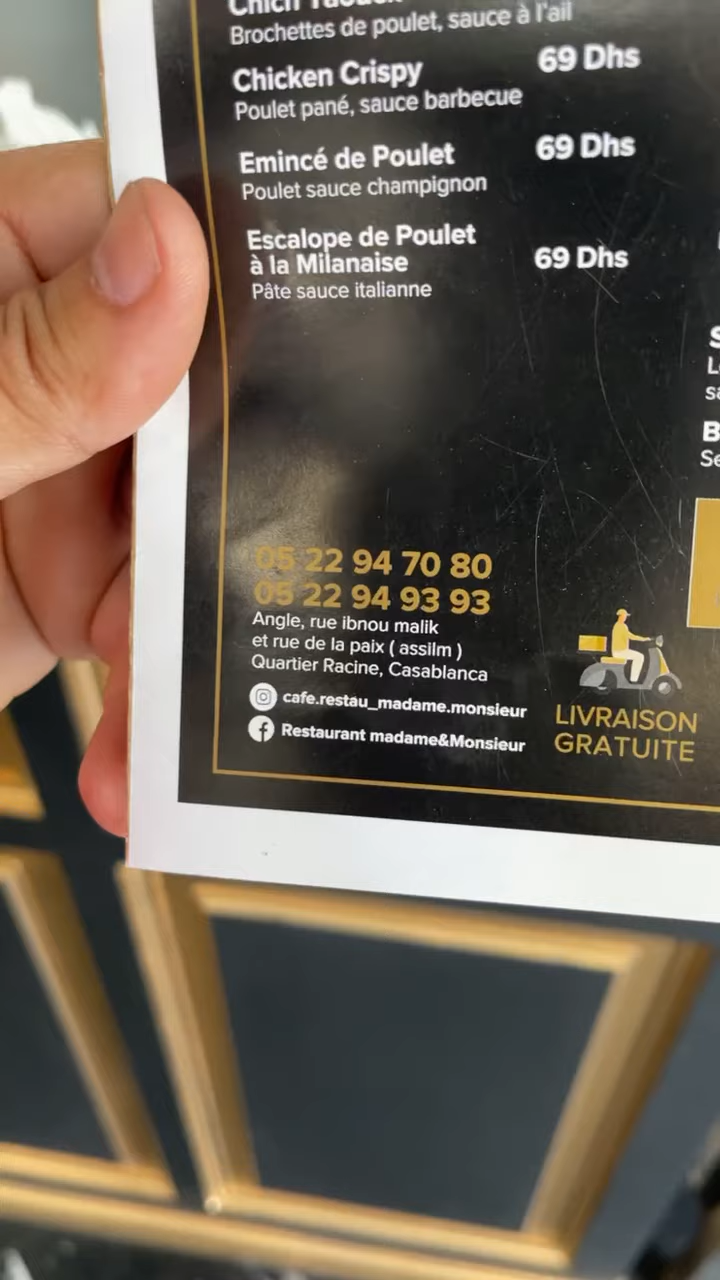 Chich Taouk
Brochettes de poulet, sauce à l'ail
Chicken Crispy 69 Dhs
Poulet pané, sauce barbecue
Emincé de Poulet 69 Dhs
Poulet sauce champignon
Escalope de Poulet
à la Milanaise 69 Dhs
Pâte sauce italianne
05 22 94 70 80
05 22 94 93 93
Angle, rue ibnou malik
et rue de la paix ( assilm )
Quartier Racine, Casablanca
cafe.restau_madame.monsieur
Restaurant madame&Monsieur
LIVRAISON
GRATUITE